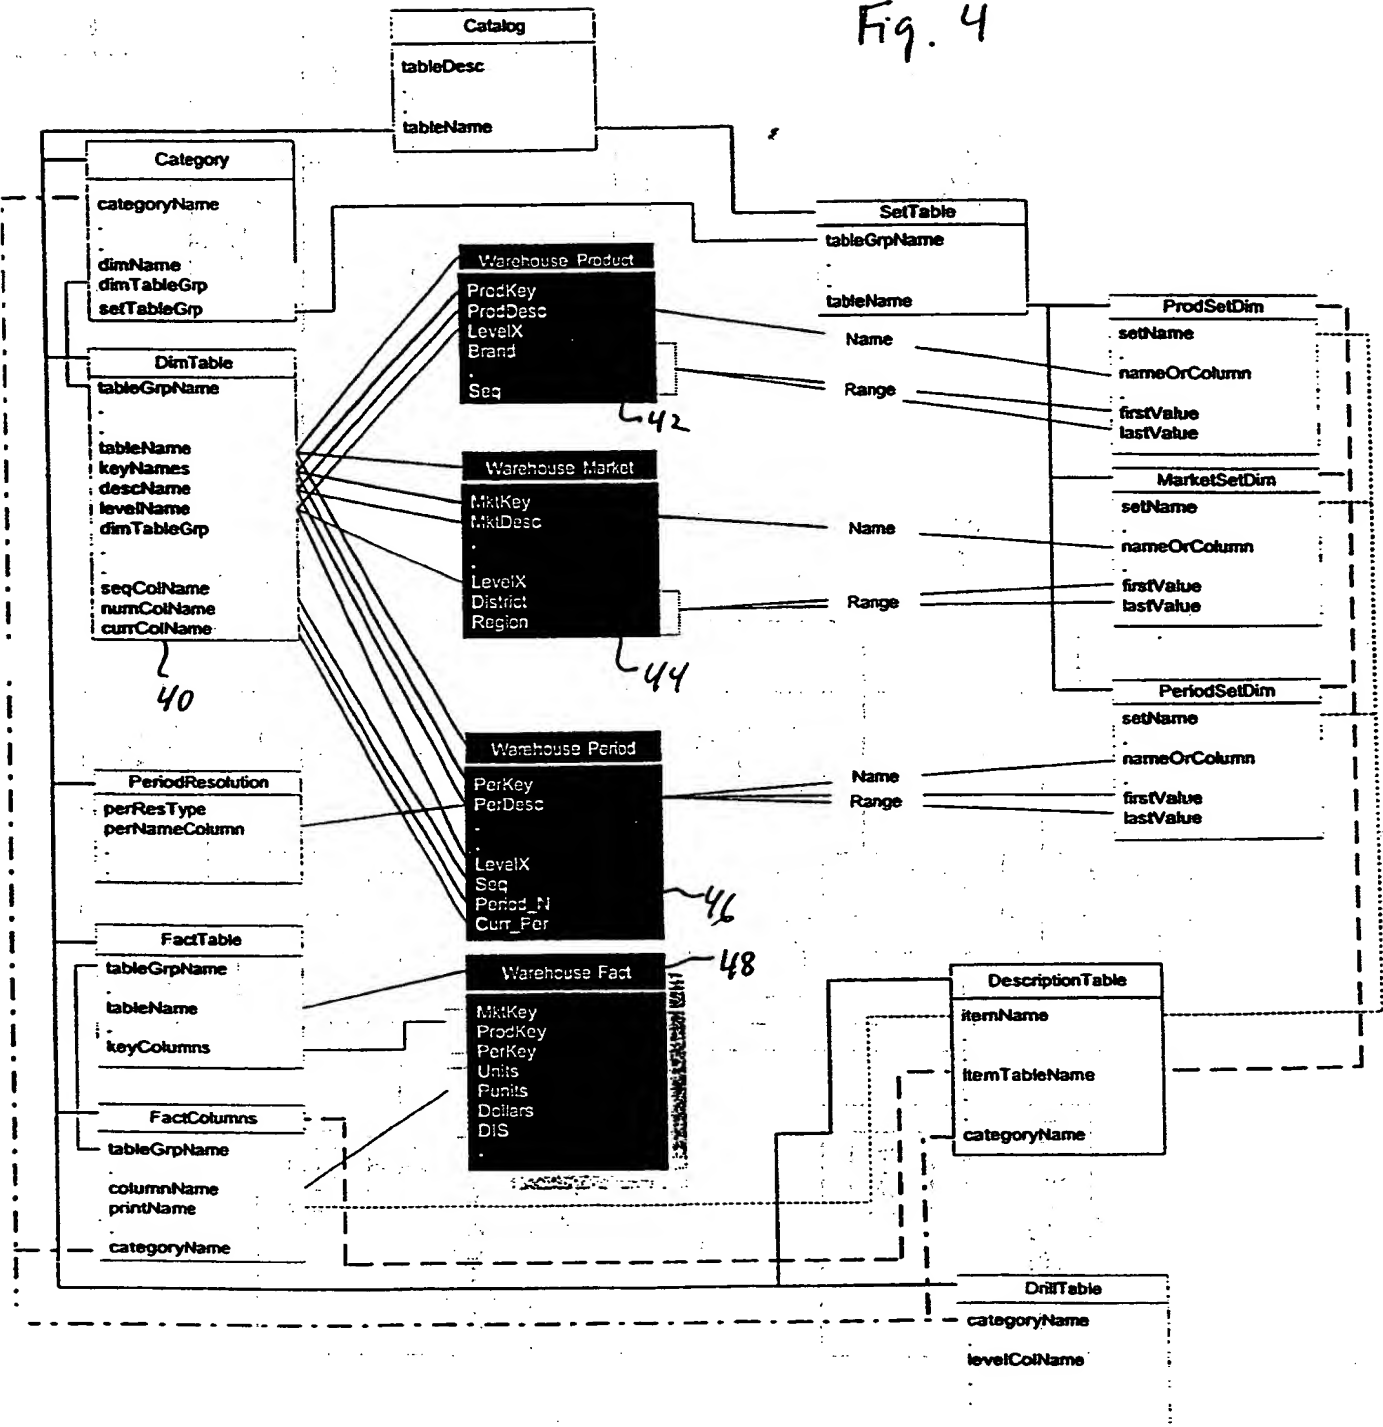 Fig. 4
Catalog
tableDesc
.
.
tableName
Category
categoryName
.
.
dimName
dimTableGrp
setTableGrp
DimTable
tableGrpName
.
.
tableName
keyNames
descName
levelName
dimTableGrp
.
.
seqColName
numColName
currColName
40
PeriodResolution
perResType
perNameColumn
.
.
FactTable
tableGrpName
.
tableName
.
keyColumns
FactColumns
tableGrpName
.
columnName
printName
.
categoryName
Warehouse Product
ProdKey
ProdDesc
LevelX
Brand
.
Seq
42
Warehouse Market
MktKey
MktDesc
.
.
LevelX
District
Region
44
Warehouse Period
PerKey
PerDesc
.
.
LevelX
Seq
Period_N
Curr_Per
46
Warehouse Fact
48
MktKey
ProdKey
PerKey
Units
Punits
Dollars
DIS
.
SetTable
tableGrpName
.
.
tableName
Name
Range
Name
Range
Name
Range
ProdSetDim
setName
.
nameOrColumn
.
firstValue
lastValue
MarketSetDim
setName
.
nameOrColumn
.
firstValue
lastValue
PeriodSetDim
setName
.
nameOrColumn
.
firstValue
lastValue
DescriptionTable
itemName
.
.
itemTableName
.
.
categoryName
DrillTable
categoryName
.
levelColName
.
.